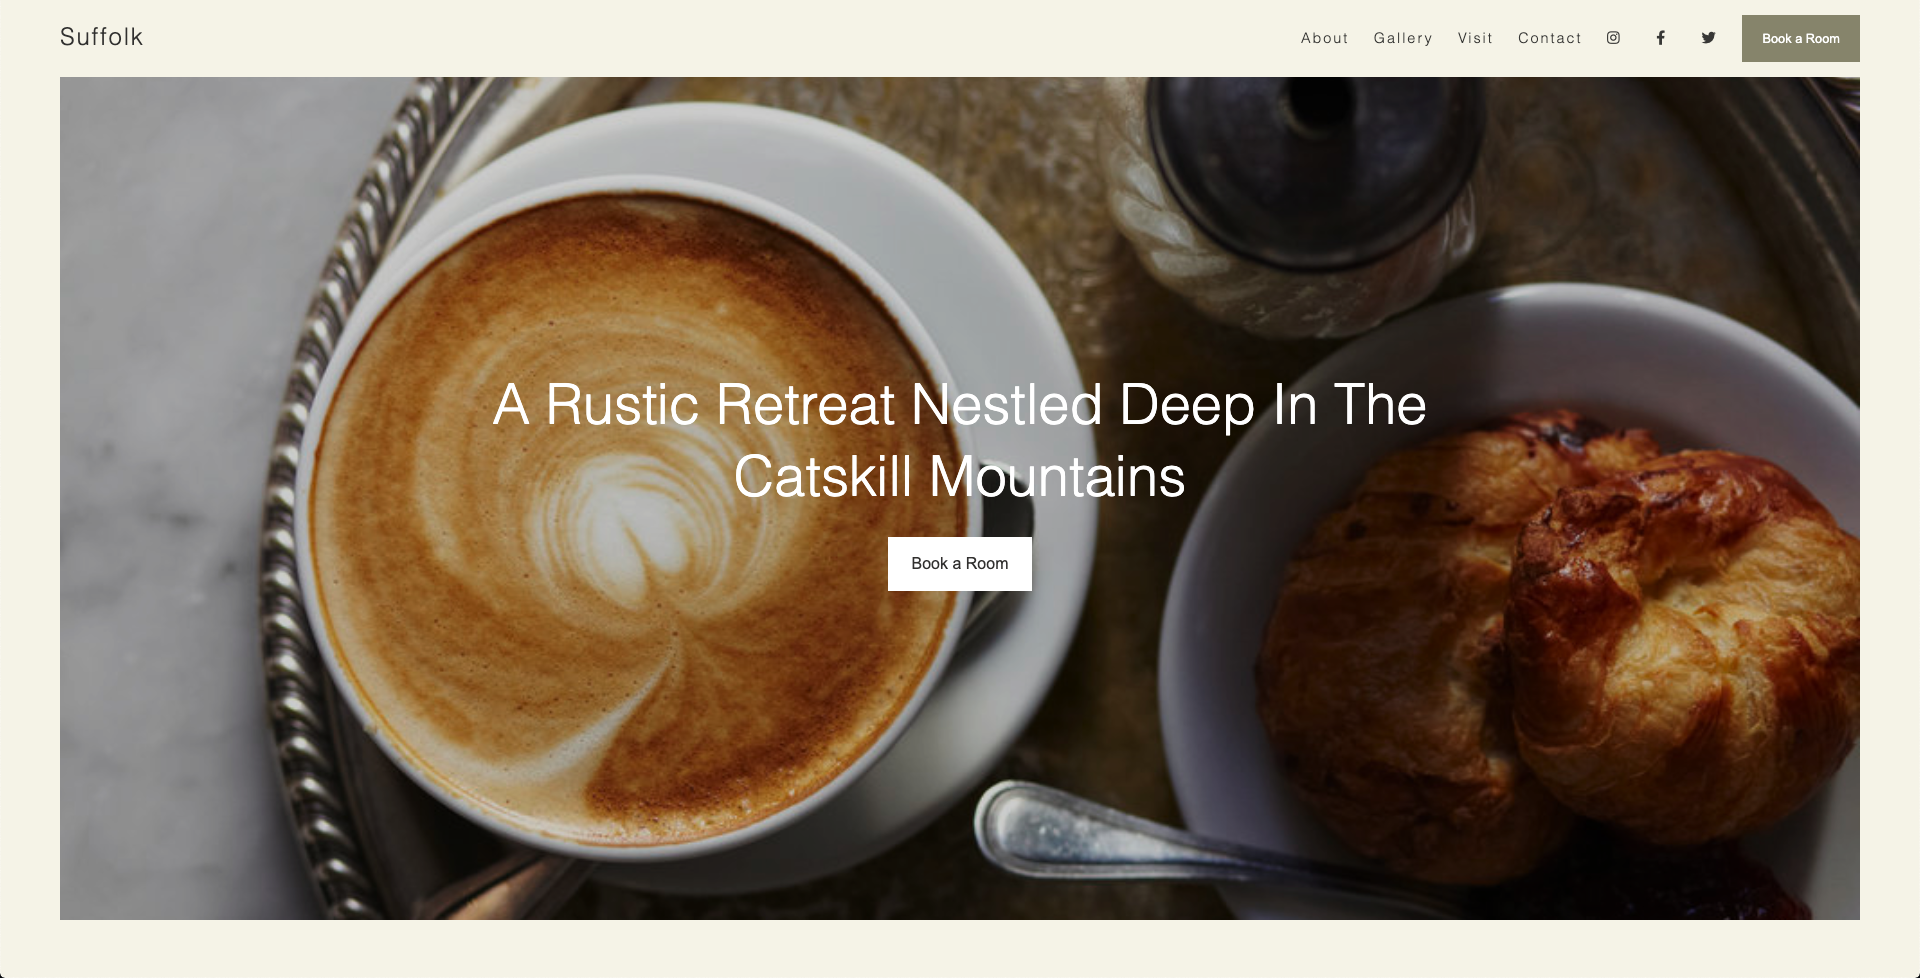 Suffolk
About
Gallery
Visit
Contact
Book a Room
A Rustic Retreat Nestled Deep In The
Catskill Mountains
Book a Room